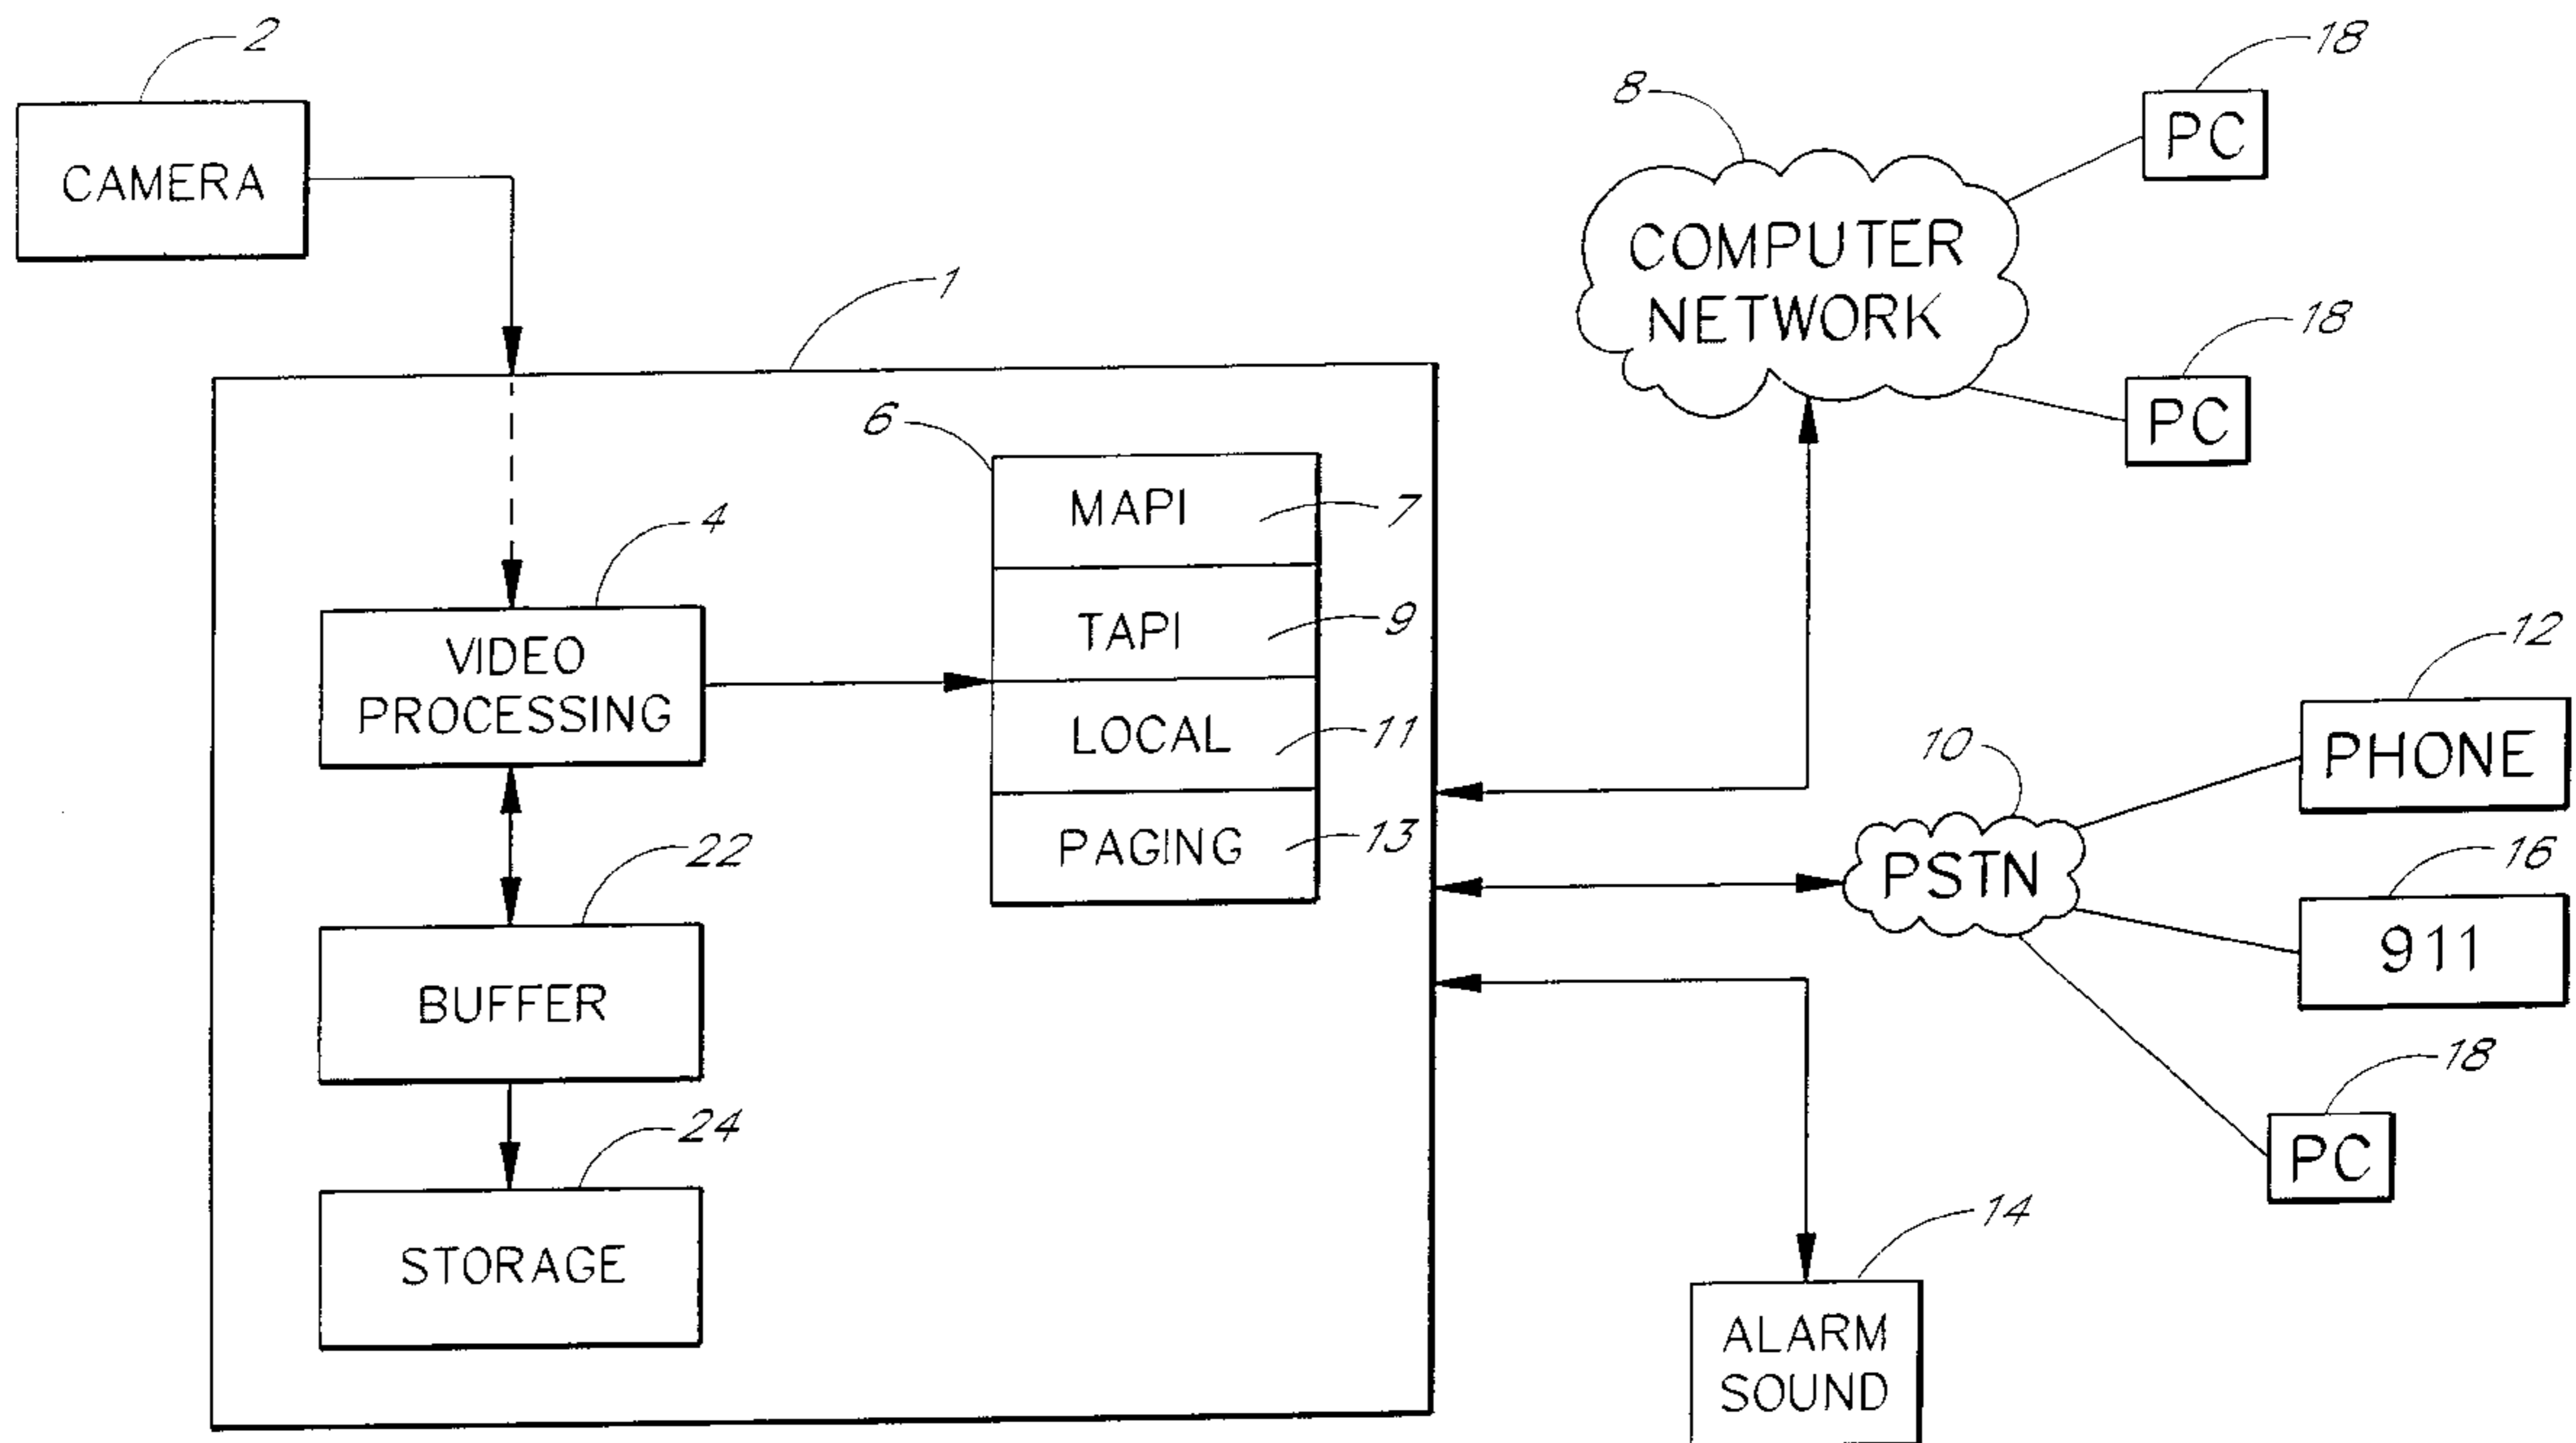 2
CAMERA
1
8
COMPUTER
NETWORK
18
PC
18
PC
6
MAPI
7
TAPI
9
LOCAL
11
PAGING
13
4
VIDEO
PROCESSING
22
BUFFER
24
STORAGE
10
PSTN
12
PHONE
16
911
18
PC
14
ALARM
SOUND